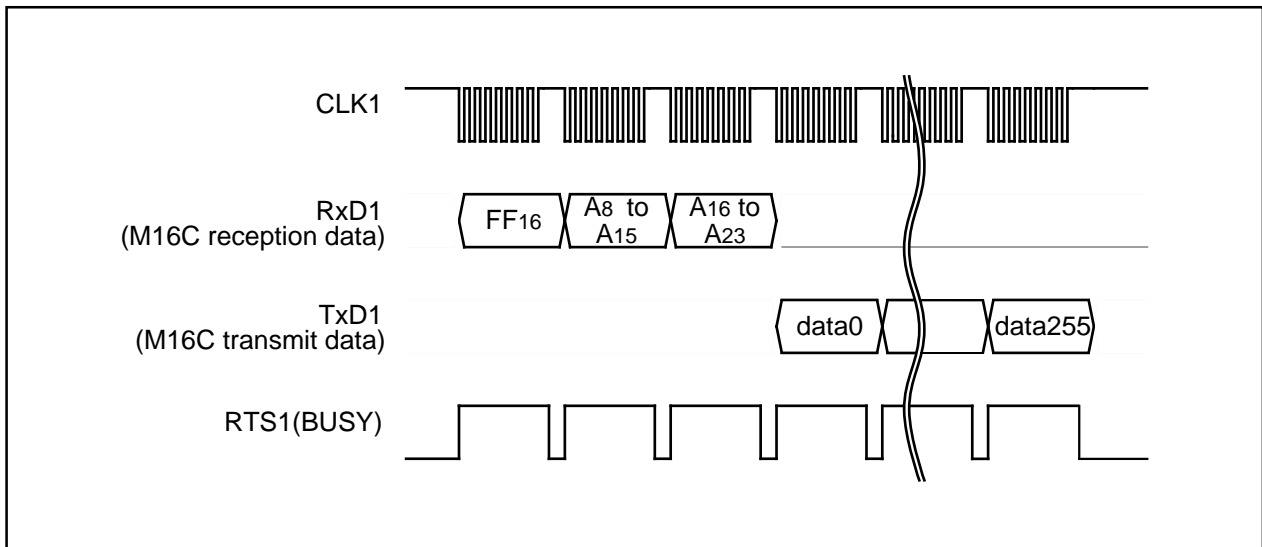 CLK1
RxD1
(M16C reception data)
FF16
A8 to
A15
A16 to
A23
TxD1
(M16C transmit data)
data0
data255
RTS1(BUSY)